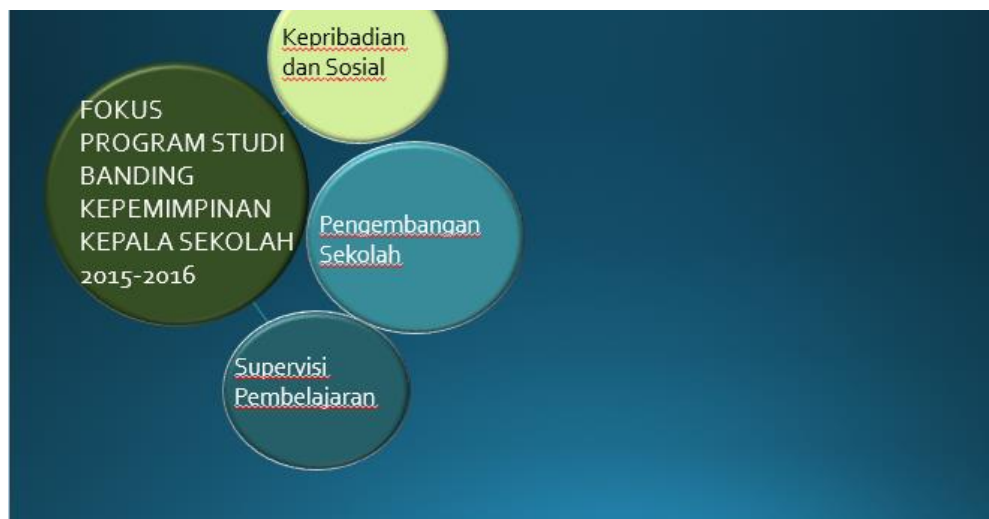 FOKUS
PROGRAM STUDI
BANDING
KEPEMIMPINAN
KEPALA SEKOLAH
2015-2016
Kepribadian
dan Sosial
Pengembangan
Sekolah
Supervisi
Pembelajaran